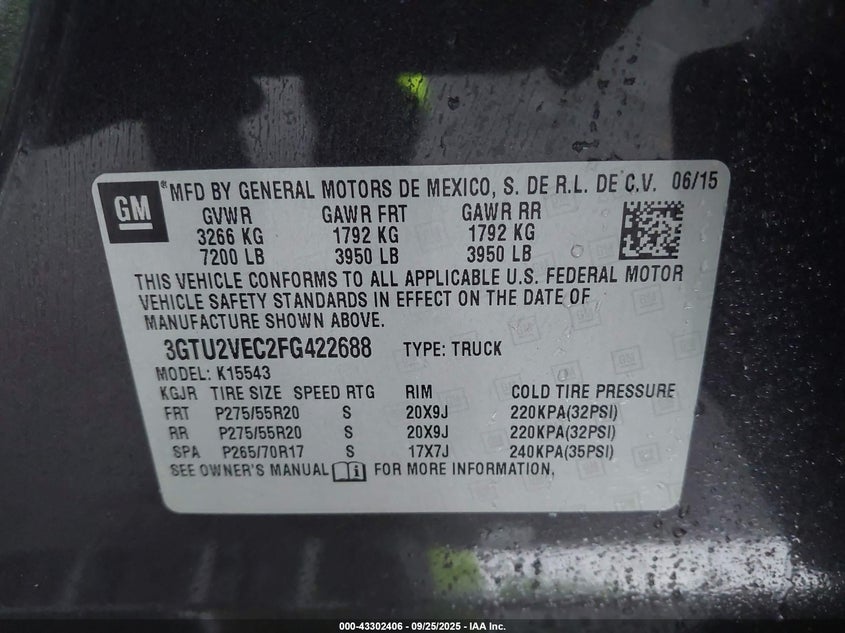 GM
® MFD BY GENERAL MOTORS DE MEXICO, S. DE R.L. DE C.V. 06/15
GVWR GAWR FRT GAWR RR
3266 KG 1792 KG 1792 KG
7200 LB 3950 LB 3950 LB
THIS VEHICLE CONFORMS TO ALL APPLICABLE U.S. FEDERAL MOTOR
VEHICLE SAFETY STANDARDS IN EFFECT ON THE DATE OF
MANUFACTURE SHOWN ABOVE.
3GTU2VEC2FG422688 TYPE: TRUCK
MODEL: K15543
KGJR TIRE SIZE SPEED RTG RIM COLD TIRE PRESSURE
FRT P275/55R20 S 20X9J 220KPA(32PSI)
RR P275/55R20 S 20X9J 220KPA(32PSI)
SPA P265/70R17 S 17X7J 240KPA(35PSI)
SEE OWNER'S MANUAL i FOR MORE INFORMATION.
000-43302406 - 09/25/2025 - IAA Inc.